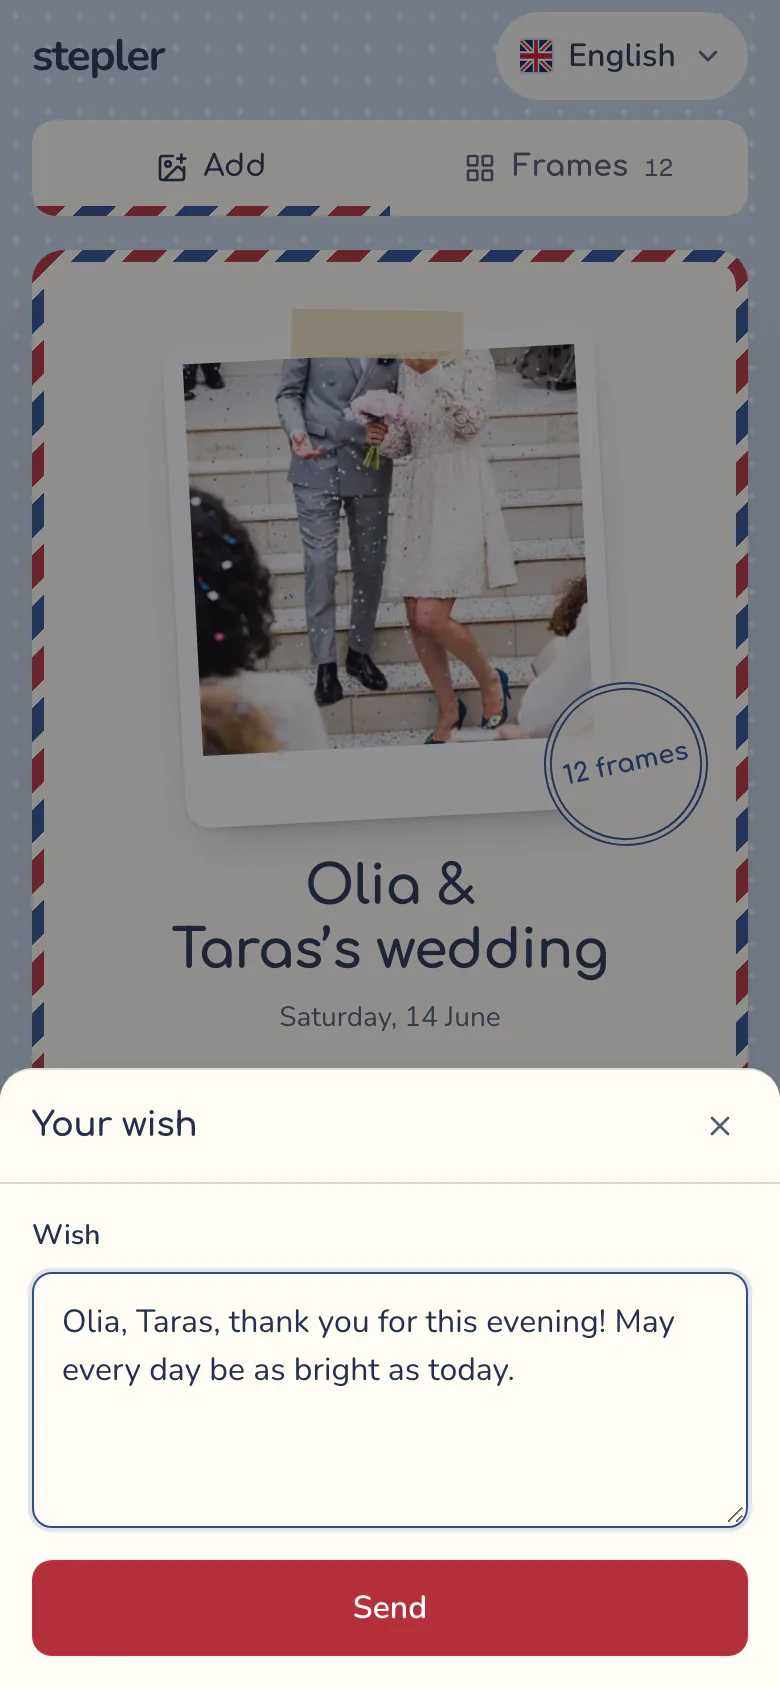 stepler
English
Add
Frames 12
12 frames
Olia &
Taras’s wedding
Saturday, 14 June
Your wish
Wish
Olia, Taras, thank you for this evening! May
every day be as bright as today.
Send